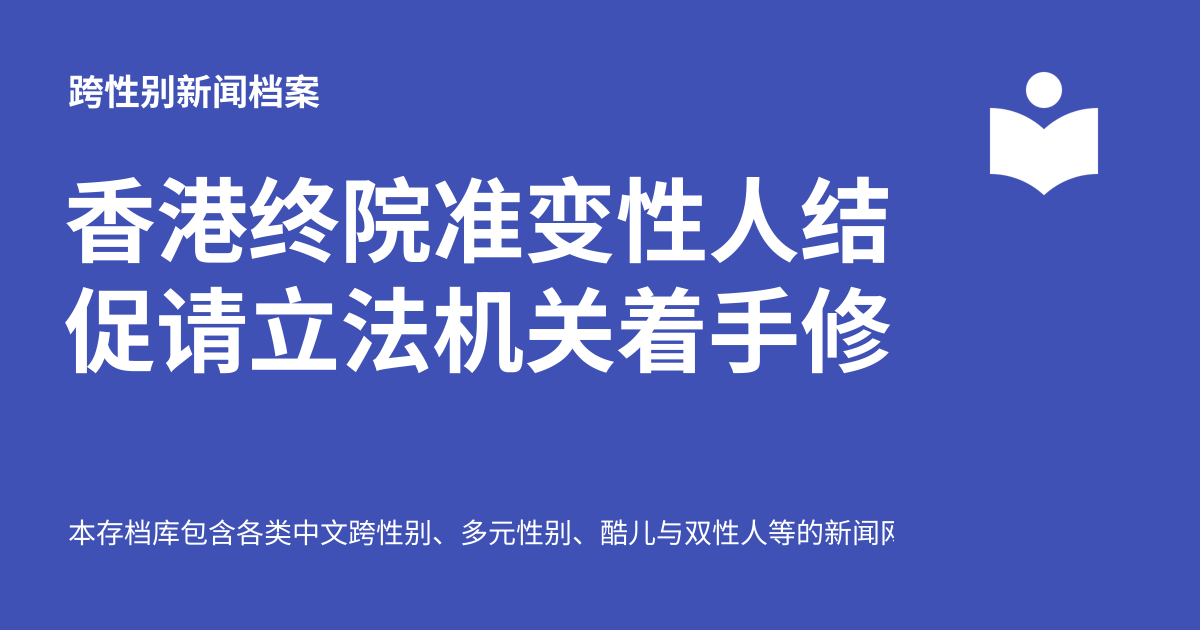 跨性别新闻档案
香港终院准变性人结
促请立法机关着手修
本存档库包含各类中文跨性别、多元性别、酷儿与双性人等的新闻网